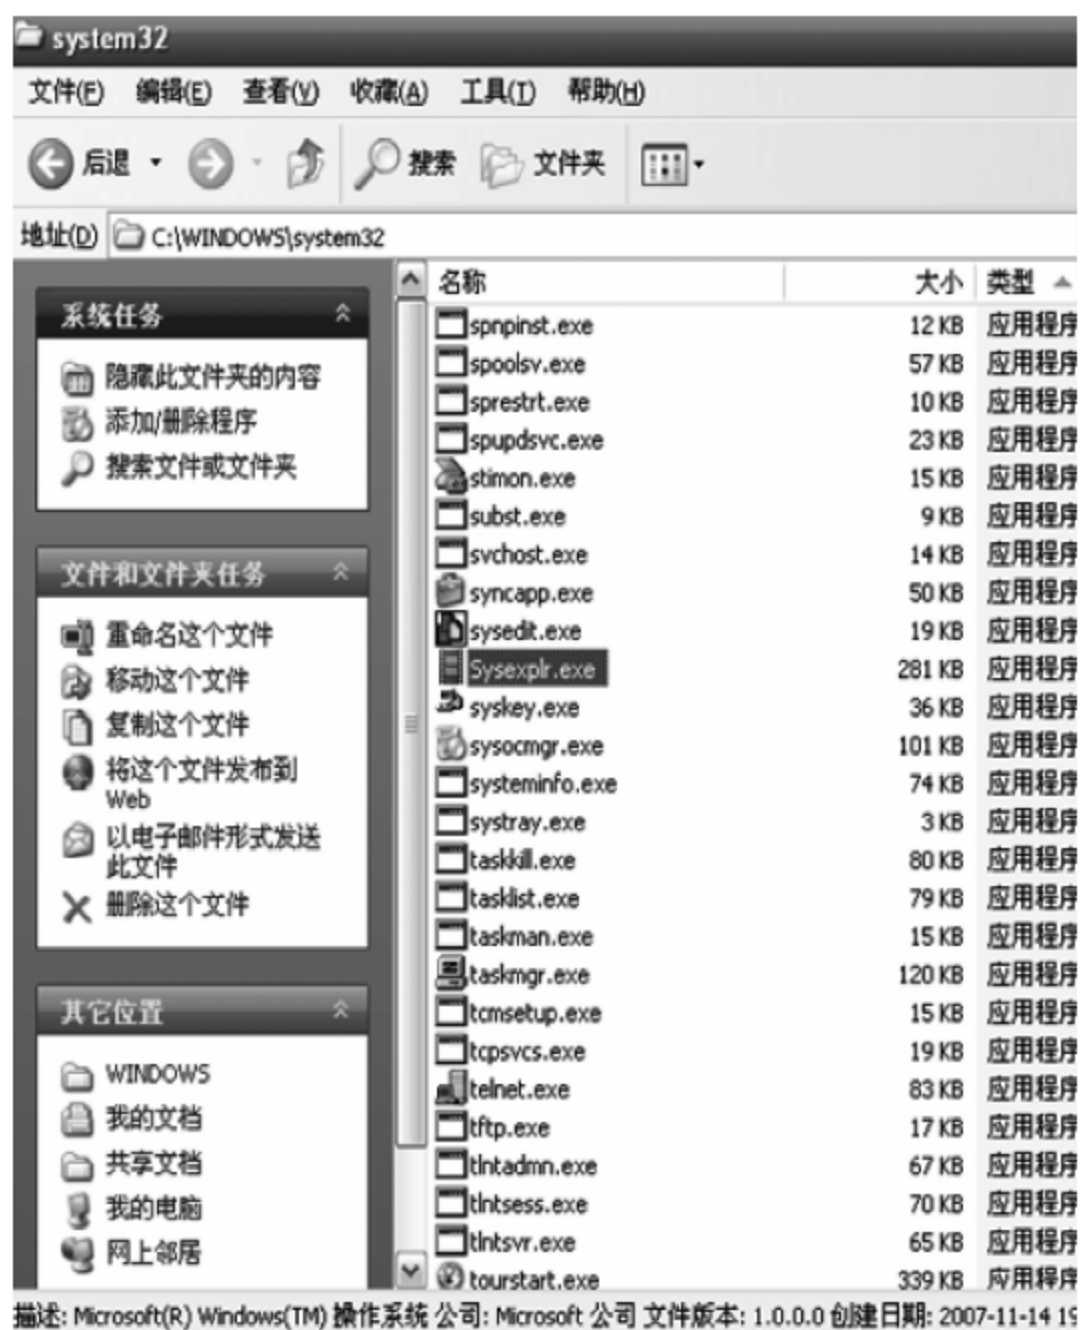 system32
文件(F) 编辑(E) 查看(V) 收藏(A) 工具(T) 帮助(H)
后退 搜索 文件夹
地址(D) C:\WINDOWS\system32
系统任务
隐藏此文件夹的内容
添加/删除程序
搜索文件或文件夹
文件和文件夹任务
重命名这个文件
移动这个文件
复制这个文件
将这个文件发布到
Web
以电子邮件形式发送
此文件
删除这个文件
其它位置
WINDOWS
我的文档
共享文档
我的电脑
网上邻居
名称 大小 类型
spnpinst.exe 12 KB 应用程序
spoolsv.exe 57 KB 应用程序
sprestrt.exe 10 KB 应用程序
spupdsvc.exe 23 KB 应用程序
stimon.exe 15 KB 应用程序
subst.exe 9 KB 应用程序
svchost.exe 14 KB 应用程序
syncapp.exe 50 KB 应用程序
sysedit.exe 19 KB 应用程序
Sysexplr.exe 281 KB 应用程序
syskey.exe 36 KB 应用程序
sysocmgr.exe 101 KB 应用程序
systeminfo.exe 74 KB 应用程序
systray.exe 3 KB 应用程序
taskkill.exe 80 KB 应用程序
tasklist.exe 79 KB 应用程序
taskman.exe 15 KB 应用程序
taskmgr.exe 120 KB 应用程序
tcmsetup.exe 15 KB 应用程序
tcpsvcs.exe 19 KB 应用程序
telnet.exe 83 KB 应用程序
tftp.exe 17 KB 应用程序
tlntadmn.exe 67 KB 应用程序
tlntsess.exe 70 KB 应用程序
tlntsvr.exe 65 KB 应用程序
tourstart.exe 339 KB 应用程序
描述: Microsoft(R) Windows(TM) 操作系统 公司: Microsoft 公司 文件版本: 1.0.0.0 创建日期: 2007-11-14 19